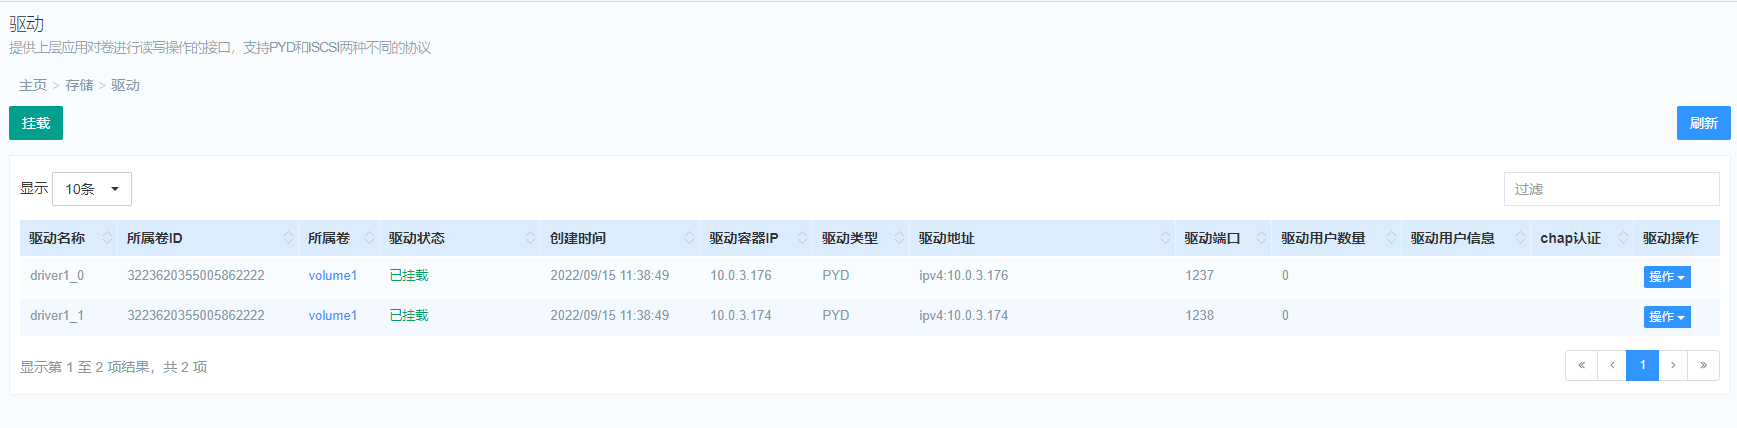 驱动
提供上层应用对卷进行读写操作的接口，支持PYD和ISCSI两种不同的协议
主页 > 存储 > 驱动
挂载 刷新
显示 10条 过滤
驱动名称 所属卷ID 所属卷 驱动状态 创建时间 驱动容器IP 驱动类型 驱动地址 驱动端口 驱动用户数量 驱动用户信息 chap认证 驱动操作
driver1_0 3223620355005862222 volume1 已挂载 2022/09/15 11:38:49 10.0.3.176 PYD ipv4:10.0.3.176 1237 0 操作
driver1_1 3223620355005862222 volume1 已挂载 2022/09/15 11:38:49 10.0.3.174 PYD ipv4:10.0.3.174 1238 0 操作
显示第 1 至 2 项结果，共 2 项 « ‹ 1 › »